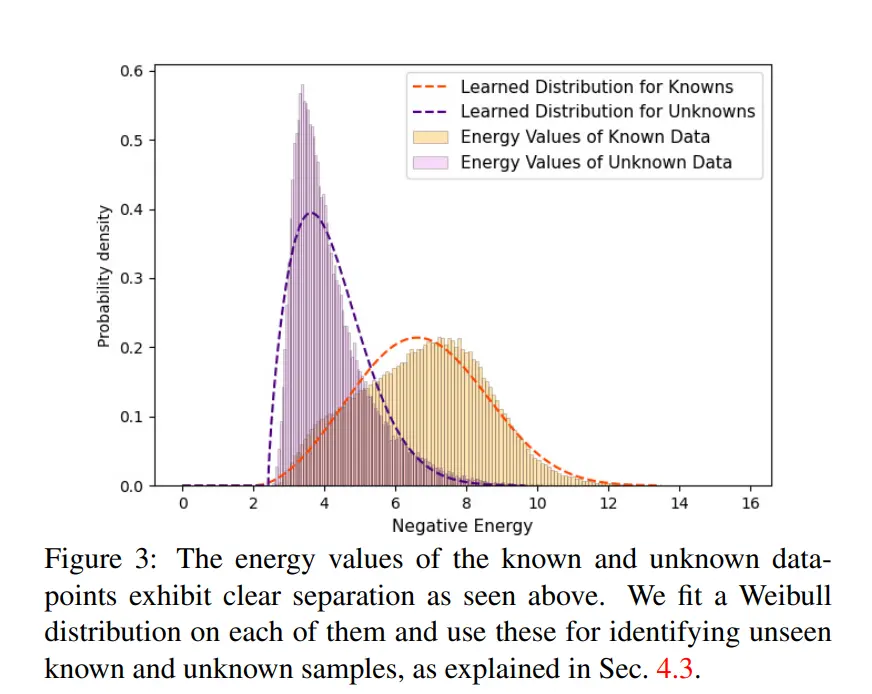 0.6
0.5
0.4
0.3
0.2
0.1
0.0
Probability density
Learned Distribution for Knowns
Learned Distribution for Unknowns
Energy Values of Known Data
Energy Values of Unknown Data
0 2 4 6 8 10 12 14 16
Negative Energy
Figure 3: The energy values of the known and unknown data-
points exhibit clear separation as seen above. We fit a Weibull
distribution on each of them and use these for identifying unseen
known and unknown samples, as explained in Sec. 4.3.